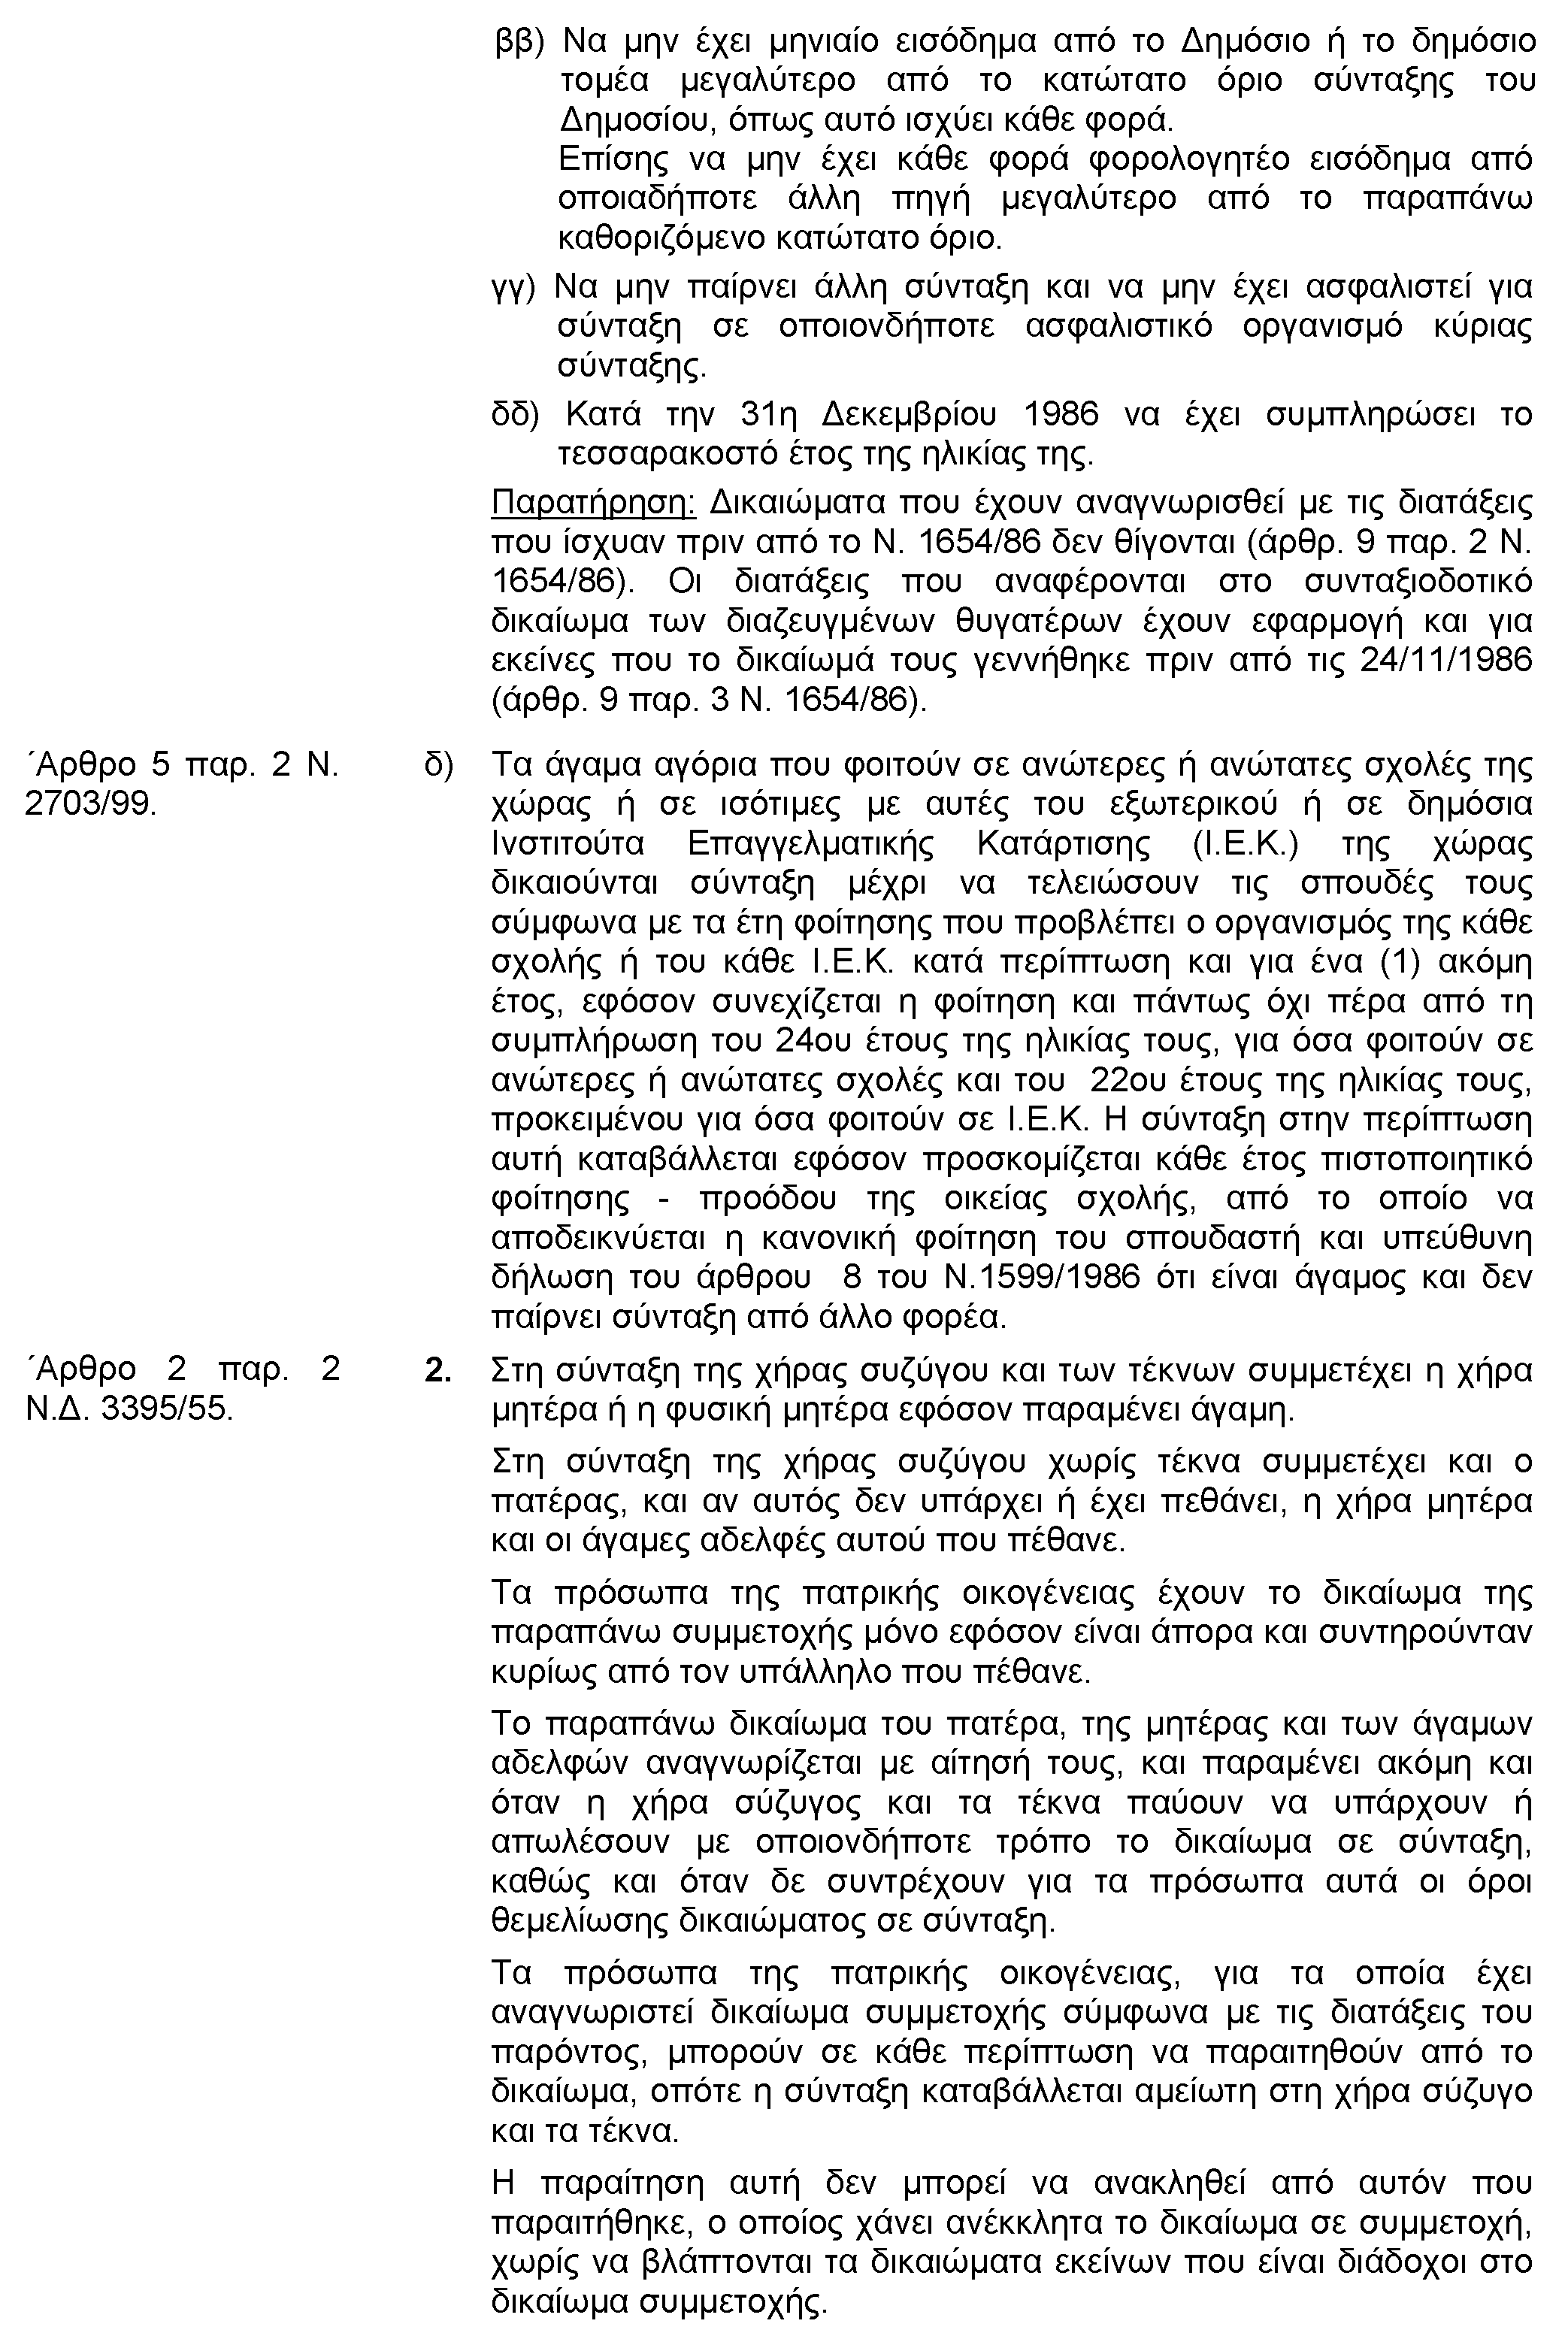 ββ) Να μην έχει μηνιαίο εισόδημα από το Δημόσιο ή το δημόσιο
τομέα μεγαλύτερο από το κατώτατο όριο σύνταξης του
Δημοσίου, όπως αυτό ισχύει κάθε φορά.
Επίσης να μην έχει κάθε φορά φορολογητέο εισόδημα από
οποιαδήποτε άλλη πηγή μεγαλύτερο από το παραπάνω
καθοριζόμενο κατώτατο όριο.
γγ) Να μην παίρνει άλλη σύνταξη και να μην έχει ασφαλιστεί για
σύνταξη σε οποιονδήποτε ασφαλιστικό οργανισμό κύριας
σύνταξης.
δδ) Κατά την 31η Δεκεμβρίου 1986 να έχει συμπληρώσει το
τεσσαρακοστό έτος της ηλικίας της.
Παρατήρηση: Δικαιώματα που έχουν αναγνωρισθεί με τις διατάξεις
που ίσχυαν πριν από το Ν. 1654/86 δεν θίγονται (άρθρ. 9 παρ. 2 Ν.
1654/86). Οι διατάξεις που αναφέρονται στο συνταξιοδοτικό
δικαίωμα των διαζευγμένων θυγατέρων έχουν εφαρμογή και για
εκείνες που το δικαίωμά τους γεννήθηκε πριν από τις 24/11/1986
(άρθρ. 9 παρ. 3 Ν. 1654/86).
Άρθρο 5 παρ. 2 Ν. δ) Τα άγαμα αγόρια που φοιτούν σε ανώτερες ή ανώτατες σχολές της
2703/99. χώρας ή σε ισότιμες με αυτές του εξωτερικού ή σε δημόσια
Ινστιτούτα Επαγγελματικής Κατάρτισης (Ι.Ε.Κ.) της χώρας
δικαιούνται σύνταξη μέχρι να τελειώσουν τις σπουδές τους
σύμφωνα με τα έτη φοίτησης που προβλέπει ο οργανισμός της κάθε
σχολής ή του κάθε Ι.Ε.Κ. κατά περίπτωση και για ένα (1) ακόμη
έτος, εφόσον συνεχίζεται η φοίτηση και πάντως όχι πέρα από τη
συμπλήρωση του 24ου έτους της ηλικίας τους, για όσα φοιτούν σε
ανώτερες ή ανώτατες σχολές και του 22ου έτους της ηλικίας τους,
προκειμένου για όσα φοιτούν σε Ι.Ε.Κ. Η σύνταξη στην περίπτωση
αυτή καταβάλλεται εφόσον προσκομίζεται κάθε έτος πιστοποιητικό
φοίτησης - προόδου της οικείας σχολής, από το οποίο να
αποδεικνύεται η κανονική φοίτηση του σπουδαστή και υπεύθυνη
δήλωση του άρθρου 8 του Ν.1599/1986 ότι είναι άγαμος και δεν
παίρνει σύνταξη από άλλο φορέα.
Άρθρο 2 παρ. 2 2. Στη σύνταξη της χήρας συζύγου και των τέκνων συμμετέχει η χήρα
Ν.Δ. 3395/55. μητέρα ή η φυσική μητέρα εφόσον παραμένει άγαμη.
Στη σύνταξη της χήρας συζύγου χωρίς τέκνα συμμετέχει και ο
πατέρας, και αν αυτός δεν υπάρχει ή έχει πεθάνει, η χήρα μητέρα
και οι άγαμες αδελφές αυτού που πέθανε.
Τα πρόσωπα της πατρικής οικογένειας έχουν το δικαίωμα της
παραπάνω συμμετοχής μόνο εφόσον είναι άπορα και συντηρούνταν
κυρίως από τον υπάλληλο που πέθανε.
Το παραπάνω δικαίωμα του πατέρα, της μητέρας και των άγαμων
αδελφών αναγνωρίζεται με αίτησή τους, και παραμένει ακόμη και
όταν η χήρα σύζυγος και τα τέκνα παύουν να υπάρχουν ή
απωλέσουν με οποιονδήποτε τρόπο το δικαίωμα σε σύνταξη,
καθώς και όταν δε συντρέχουν για τα πρόσωπα αυτά οι όροι
θεμελίωσης δικαιώματος σε σύνταξη.
Τα πρόσωπα της πατρικής οικογένειας, για τα οποία έχει
αναγνωριστεί δικαίωμα συμμετοχής σύμφωνα με τις διατάξεις του
παρόντος, μπορούν σε κάθε περίπτωση να παραιτηθούν από το
δικαίωμα, οπότε η σύνταξη καταβάλλεται αμείωτη στη χήρα σύζυγο
και τα τέκνα.
Η παραίτηση αυτή δεν μπορεί να ανακληθεί από αυτόν που
παραιτήθηκε, ο οποίος χάνει ανέκκλητα το δικαίωμα σε συμμετοχή,
χωρίς να βλάπτονται τα δικαιώματα εκείνων που είναι διάδοχοι στο
δικαίωμα συμμετοχής.